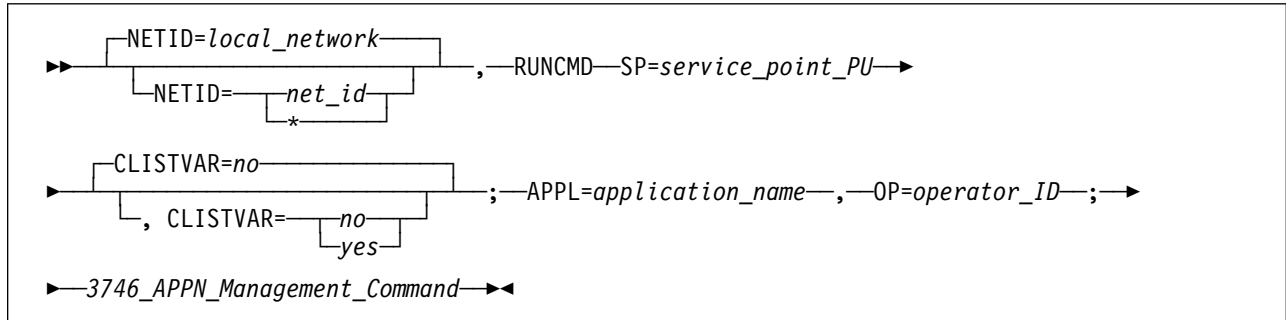 NETID=local_network
, RUNCMD SP=service_point_PU
NETID= net_id
*
CLISTVAR=no
; APPL=application_name , OP=operator_ID ;
, CLISTVAR= no
yes
3746_APPN_Management_Command